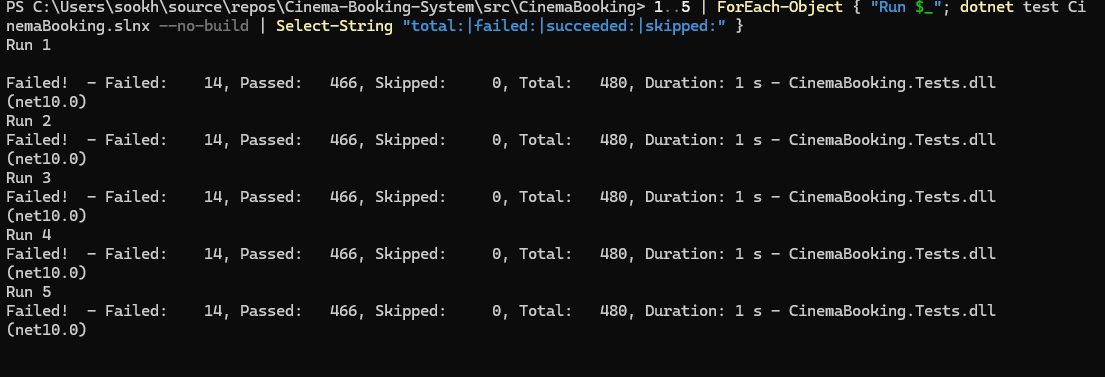 PS C:\Users\sookh\source\repos\Cinema-Booking-System\src\CinemaBooking> 1..5 | ForEach-Object { "Run $_"; dotnet test Ci
nemaBooking.slnx --no-build | Select-String "total:|failed:|succeeded:|skipped:" }
Run 1
Failed!  - Failed:    14, Passed:   466, Skipped:     0, Total:   480, Duration: 1 s - CinemaBooking.Tests.dll
(net10.0)
Run 2
Failed!  - Failed:    14, Passed:   466, Skipped:     0, Total:   480, Duration: 1 s - CinemaBooking.Tests.dll
(net10.0)
Run 3
Failed!  - Failed:    14, Passed:   466, Skipped:     0, Total:   480, Duration: 1 s - CinemaBooking.Tests.dll
(net10.0)
Run 4
Failed!  - Failed:    14, Passed:   466, Skipped:     0, Total:   480, Duration: 1 s - CinemaBooking.Tests.dll
(net10.0)
Run 5
Failed!  - Failed:    14, Passed:   466, Skipped:     0, Total:   480, Duration: 1 s - CinemaBooking.Tests.dll
(net10.0)